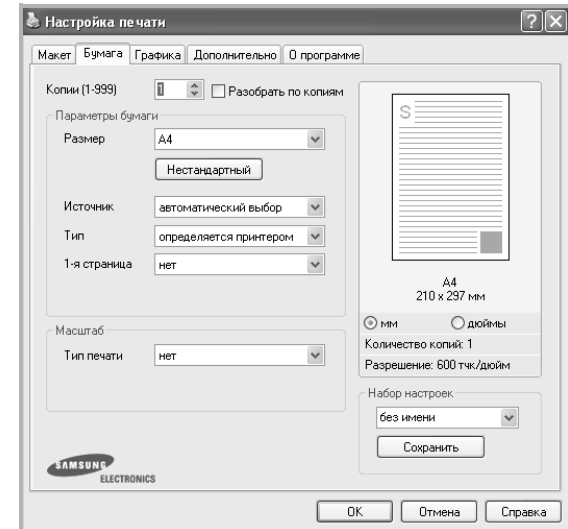 Настройка печати
Макет Бумага Графика Дополнительно О программе
Копии (1-999) 1 Разобрать по копиям
Параметры бумаги
Размер A4
Нестандартный
Источник автоматический выбор
Тип определяется принтером
1-я страница нет
Масштаб
Тип печати нет
SAMSUNG
ELECTRONICS
S
A4
210 x 297 мм
мм дюймы
Количество копий: 1
Разрешение: 600 тчк/дюйм
Набор настроек
без имени
Сохранить
OK Отмена Справка